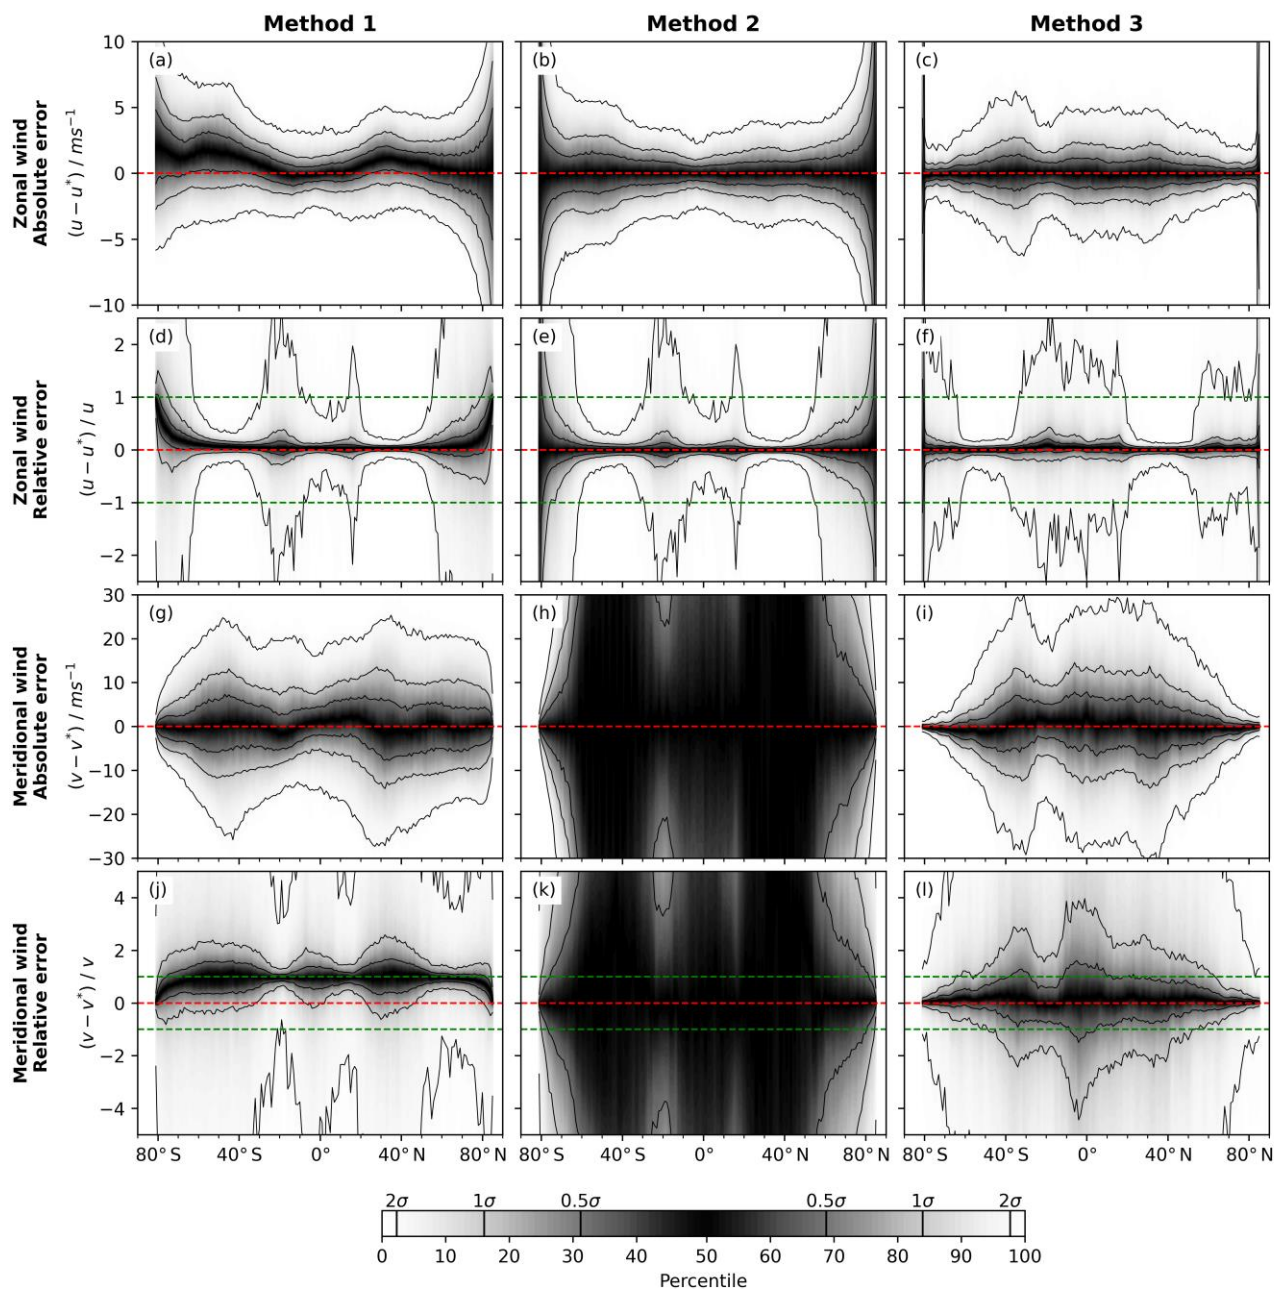 Method 1
Method 2
Method 3
Zonal wind
Absolute error
(u − u*) / ms⁻¹
10
5
0
−5
−10
(a)
(b)
(c)
Zonal wind
Relative error
(u − u*) / u
2
1
0
−1
−2
(d)
(e)
(f)
Meridional wind
Absolute error
(v − v*) / ms⁻¹
30
20
10
0
−10
−20
−30
(g)
(h)
(i)
Meridional wind
Relative error
(v − v*) / v
4
2
0
−2
−4
(j)
(k)
(l)
80° S 40° S 0° 40° N 80° N
80° S 40° S 0° 40° N 80° N
80° S 40° S 0° 40° N 80° N
2σ 1σ 0.5σ 0.5σ 1σ 2σ
0 10 20 30 40 50 60 70 80 90 100
Percentile